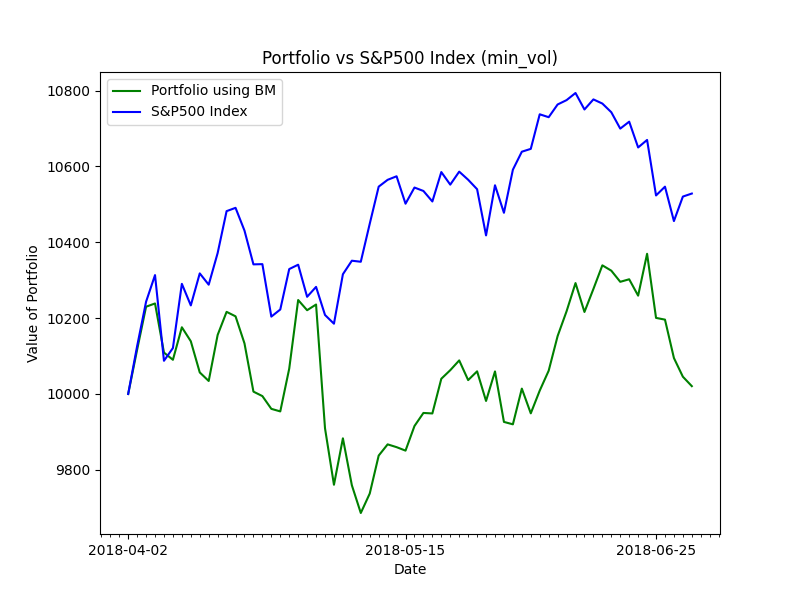 Portfolio vs S&P500 Index (min_vol)
Portfolio using BM
S&P500 Index
10800
10600
10400
10200
10000
9800
Value of Portfolio
2018-04-02
2018-05-15
2018-06-25
Date